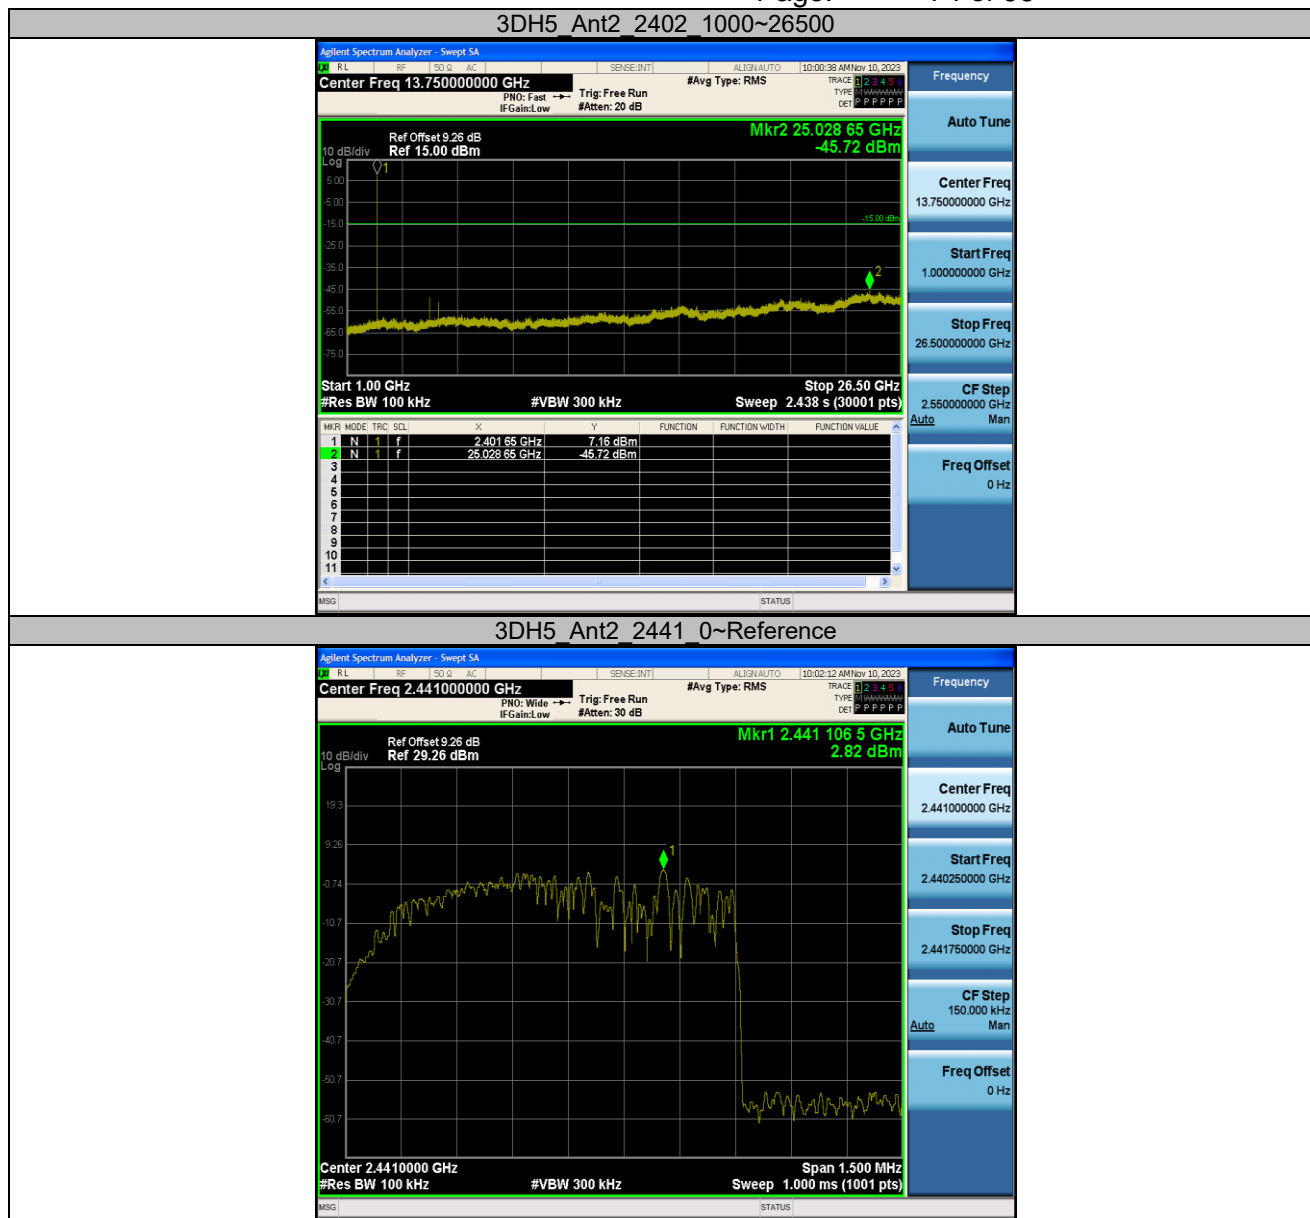 3DH5_Ant2_2402_1000~26500
Agilent Spectrum Analyzer - Swept SA
RL RF 50 Ω AC SENSE:INT ALIGN AUTO 10:00:38 AM Nov 10, 2023
Center Freq 13.750000000 GHz
PNO: Fast
IFGain:Low
Trig: Free Run
#Atten: 20 dB
#Avg Type: RMS
TRACE 1 2 3 4 5 6
TYPE
DET P P P P P P
Frequency
Auto Tune
Center Freq
13.750000000 GHz
Start Freq
1.000000000 GHz
Stop Freq
26.500000000 GHz
CF Step
2.550000000 GHz
Auto Man
Freq Offset
0 Hz
Mkr2 25.028 65 GHz
-45.72 dBm
Ref Offset 9.26 dB
10 dB/div Ref 15.00 dBm
Log
1
5.00
-5.00
-15.0
-15.00 dBm
-25.0
-35.0
2
-45.0
-55.0
-65.0
-75.0
Start 1.00 GHz Stop 26.50 GHz
#Res BW 100 kHz #VBW 300 kHz Sweep 2.438 s (30001 pts)
MKR MODE TRC SCL X Y FUNCTION FUNCTION WIDTH FUNCTION VALUE
1 N 1 f 2.401 65 GHz 7.16 dBm
2 N 1 f 25.028 65 GHz -45.72 dBm
3
4
5
6
7
8
9
10
11
MSG STATUS
3DH5_Ant2_2441_0~Reference
Agilent Spectrum Analyzer - Swept SA
RL RF 50 Ω AC SENSE:INT ALIGN AUTO 10:02:12 AM Nov 10, 2023
Center Freq 2.441000000 GHz
PNO: Wide
IFGain:Low
Trig: Free Run
#Atten: 30 dB
#Avg Type: RMS
TRACE 1 2 3 4 5 6
TYPE
DET P P P P P P
Frequency
Auto Tune
Center Freq
2.441000000 GHz
Start Freq
2.440250000 GHz
Stop Freq
2.441750000 GHz
CF Step
150.000 kHz
Auto Man
Freq Offset
0 Hz
Mkr1 2.441 106 5 GHz
2.82 dBm
Ref Offset 9.26 dB
10 dB/div Ref 29.26 dBm
Log
19.3
9.26
1
-0.74
-10.7
-20.7
-30.7
-40.7
-50.7
-60.7
Center 2.4410000 GHz Span 1.500 MHz
#Res BW 100 kHz #VBW 300 kHz Sweep 1.000 ms (1001 pts)
MSG STATUS